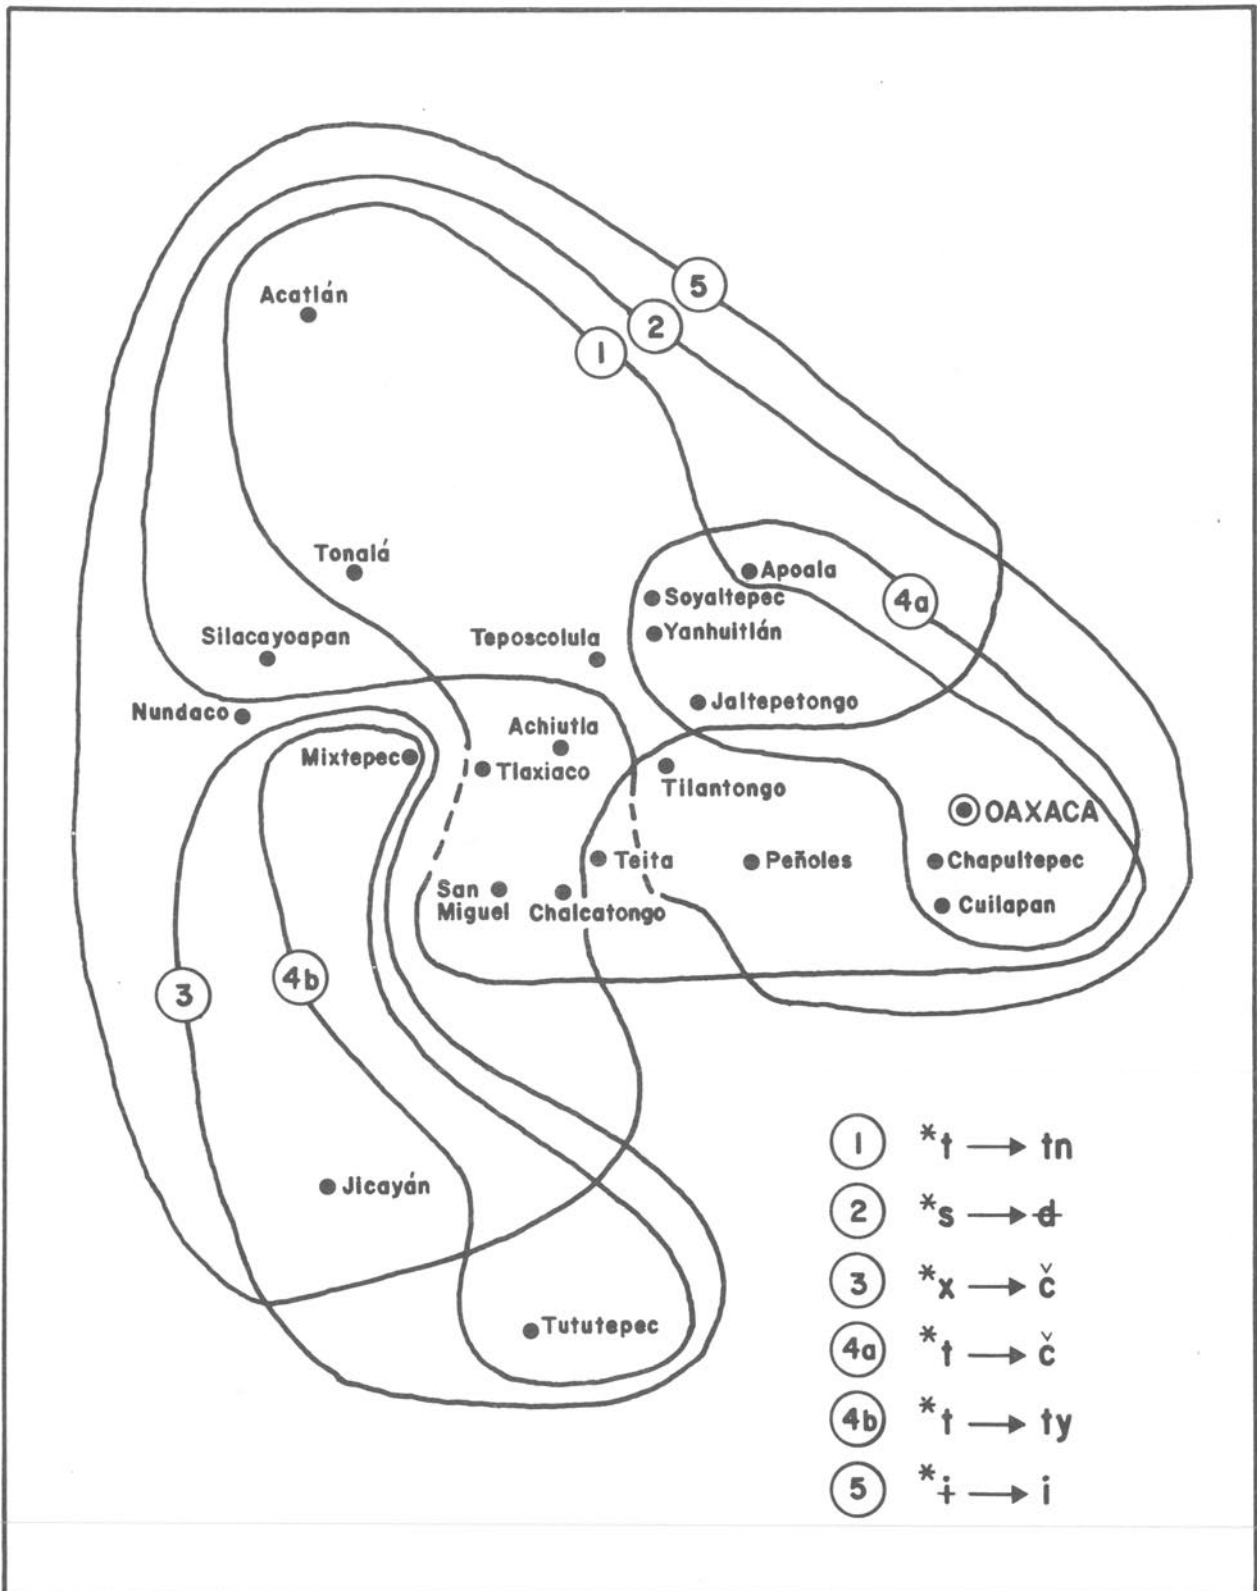 5
2
1
Acatlán
Tonalá
Apoala
Soyaltepec
4a
Silacayoapan
Teposcolula
Yanhuitlán
Nundaco
Jaltepetongo
Achiutla
Mixtepec
Tlaxiaco
Tilantongo
OAXACA
Teita
Peñoles
Chapultepec
San
Miguel
Chalcatongo
Cuilapan
3
4b
Jicayán
Tututepec
1 *t → tn
2 *s → đ
3 *x → č
4a *t → č
4b *t → ty
5 *ɨ → i